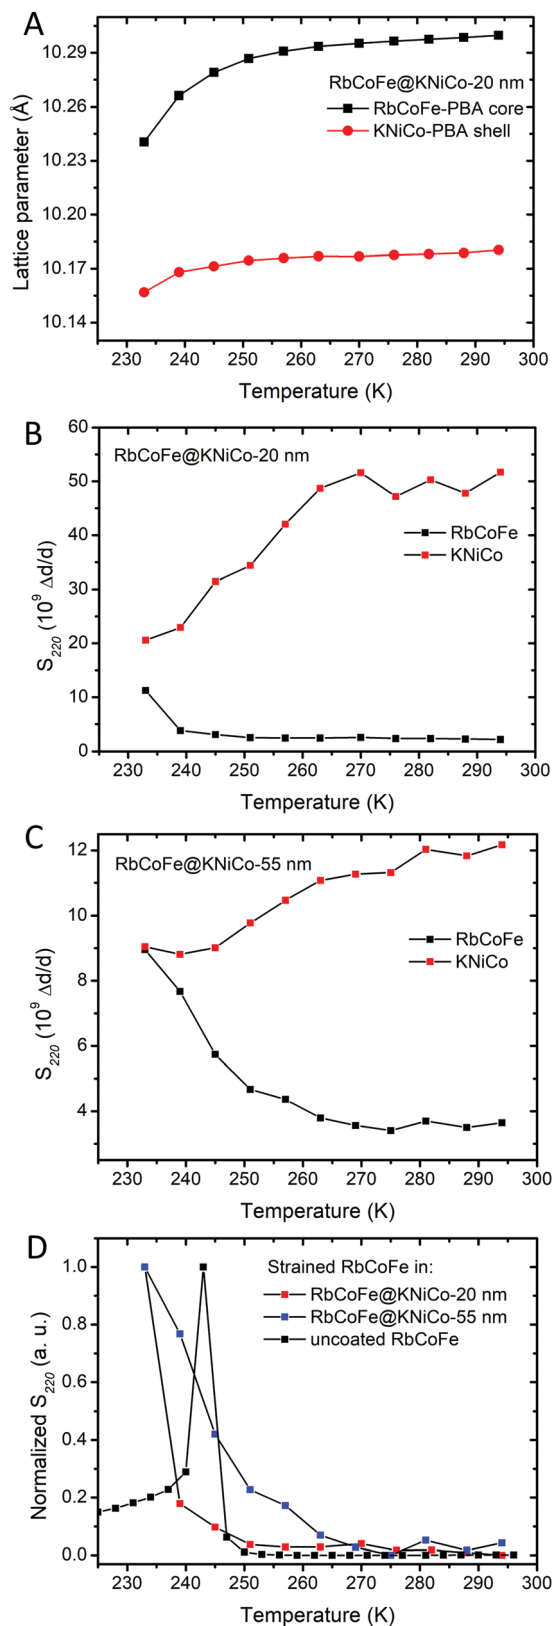 A
10.29
10.26
10.23
10.20
10.17
10.14
Lattice parameter (Å)
RbCoFe@KNiCo-20 nm
RbCoFe-PBA core
KNiCo-PBA shell
230 240 250 260 270 280 290 300
Temperature (K)
B
60
50
40
30
20
10
0
S220 (10⁹ Δd/d)
RbCoFe@KNiCo-20 nm
RbCoFe
KNiCo
230 240 250 260 270 280 290 300
Temperature (K)
C
12
10
8
6
4
S220 (10⁹ Δd/d)
RbCoFe@KNiCo-55 nm
RbCoFe
KNiCo
230 240 250 260 270 280 290 300
Temperature (K)
D
1.0
0.8
0.6
0.4
0.2
0.0
Normalized S220 (a. u.)
Strained RbCoFe in:
RbCoFe@KNiCo-20 nm
RbCoFe@KNiCo-55 nm
uncoated RbCoFe
230 240 250 260 270 280 290 300
Temperature (K)